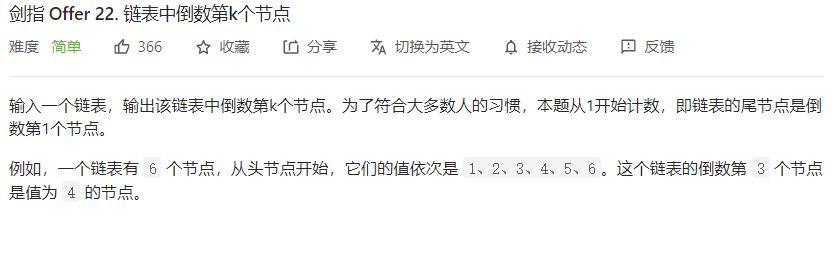 剑指 Offer 22. 链表中倒数第k个节点
难度 简单 366 收藏 分享 切换为英文 接收动态 反馈
输入一个链表，输出该链表中倒数第k个节点。为了符合大多数人的习惯，本题从1开始计数，即链表的尾节点是倒
数第1个节点。
例如，一个链表有 6 个节点，从头节点开始，它们的值依次是 1、2、3、4、5、6。这个链表的倒数第 3 个节点
是值为 4 的节点。